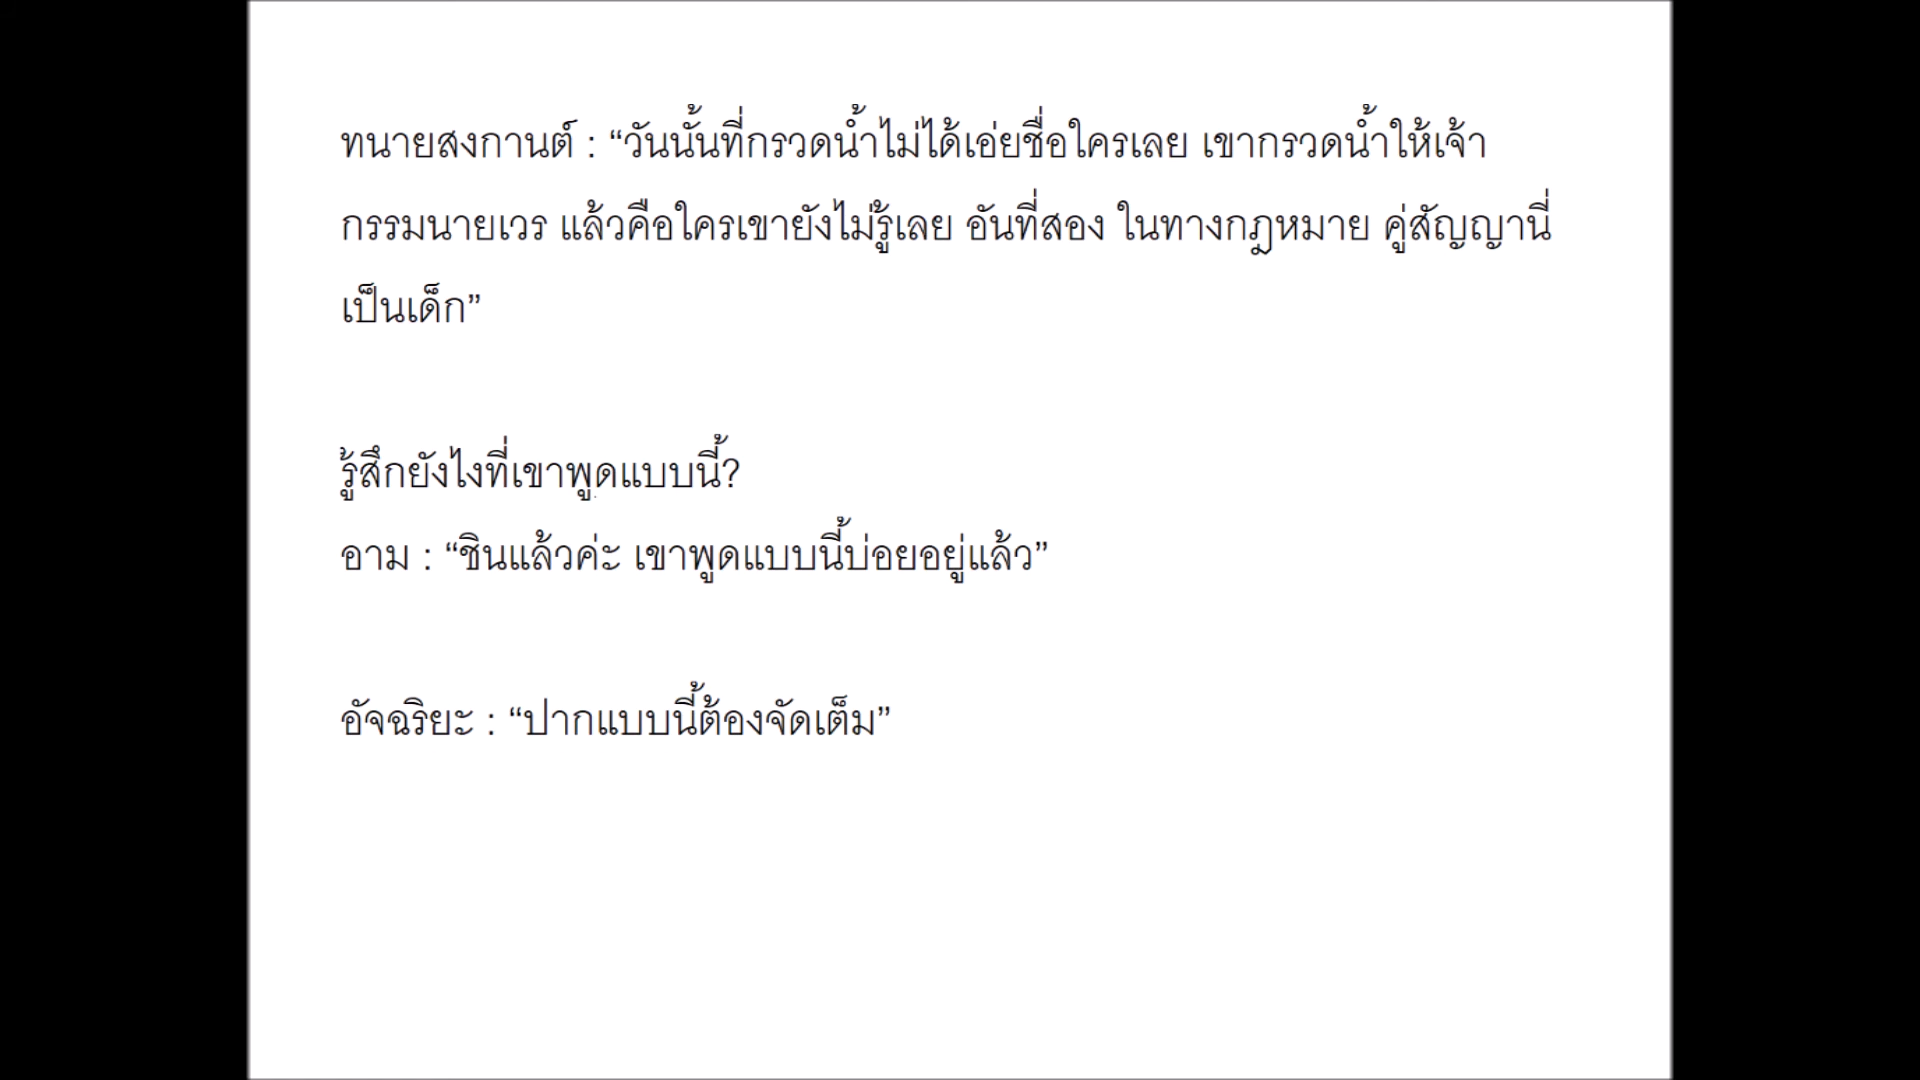 ทนายสงกานต์ : “วันนั้นที่กรวดน้ำไม่ได้เอ่ยชื่อใครเลย เขากรวดน้ำให้เจ้า
กรรมนายเวร แล้วคือใครเขายังไม่รู้เลย อันที่สอง ในทางกฎหมาย คู่สัญญานี่
เป็นเด็ก”
รู้สึกยังไงที่เขาพูดแบบนี้?
อาม : “ชินแล้วค่ะ เขาพูดแบบนี้บ่อยอยู่แล้ว”
อัจฉริยะ : “ปากแบบนี้ต้องจัดเต็ม”